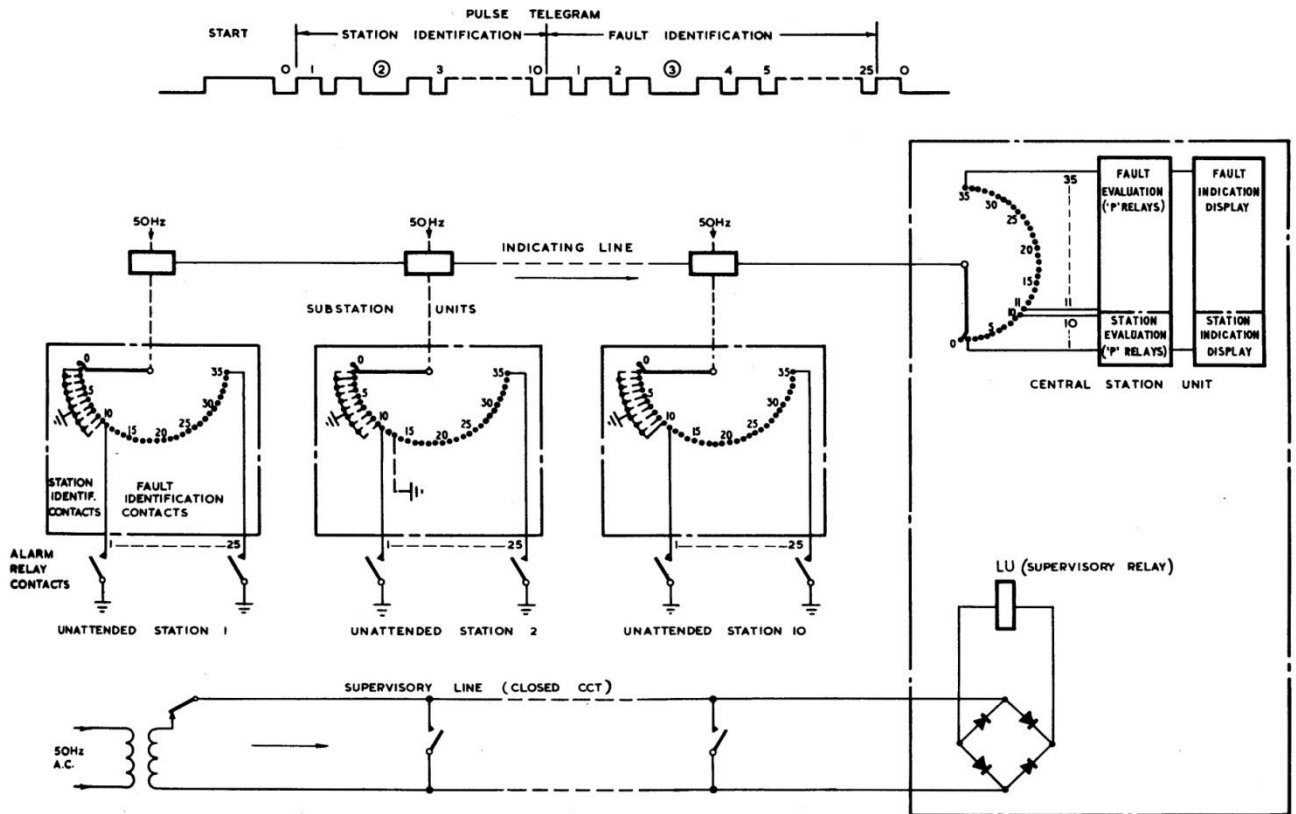 PULSE TELEGRAM
START STATION IDENTIFICATION FAULT IDENTIFICATION
0 1 2 3 10 1 2 3 4 5 25 0
50Hz 50Hz 50Hz
INDICATING LINE
SUBSTATION UNITS
0 5 10 15 20 25 30 35
STATION IDENTIF. CONTACTS
FAULT IDENTIFICATION CONTACTS
1 25
ALARM RELAY CONTACTS
UNATTENDED STATION 1
0 5 10 15 20 25 30 35
1 25
UNATTENDED STATION 2
0 5 10 15 20 25 30 35
1 25
UNATTENDED STATION 10
35 30 25 20 15 11 10 5 0
35
11
10
FAULT EVALUATION ('P' RELAYS)
FAULT INDICATION DISPLAY
STATION EVALUATION ('P' RELAYS)
STATION INDICATION DISPLAY
CENTRAL STATION UNIT
LU (SUPERVISORY RELAY)
SUPERVISORY LINE (CLOSED CCT)
50Hz
A.C.